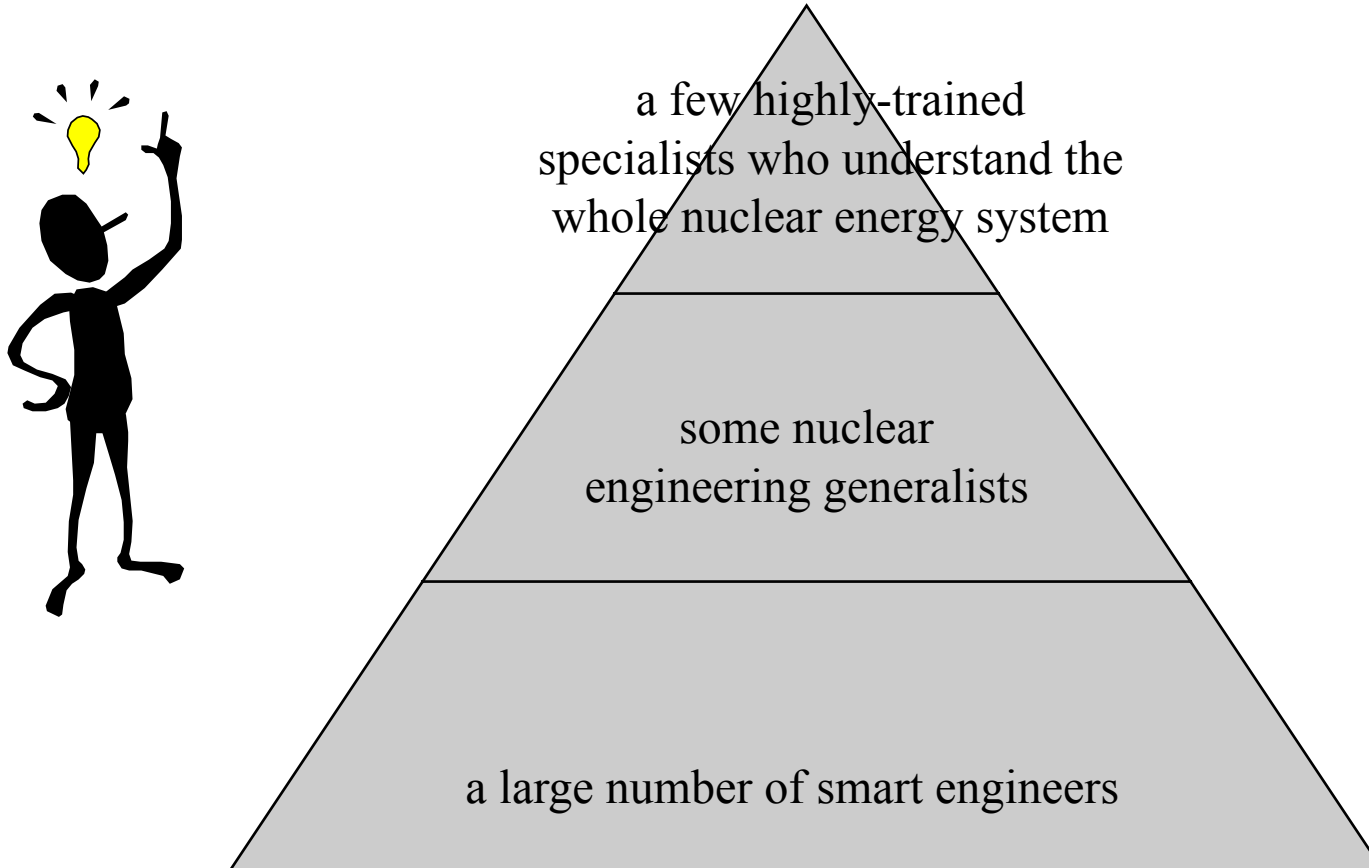 a few highly-trained
specialists who understand the
whole nuclear energy system
some nuclear
engineering generalists
a large number of smart engineers